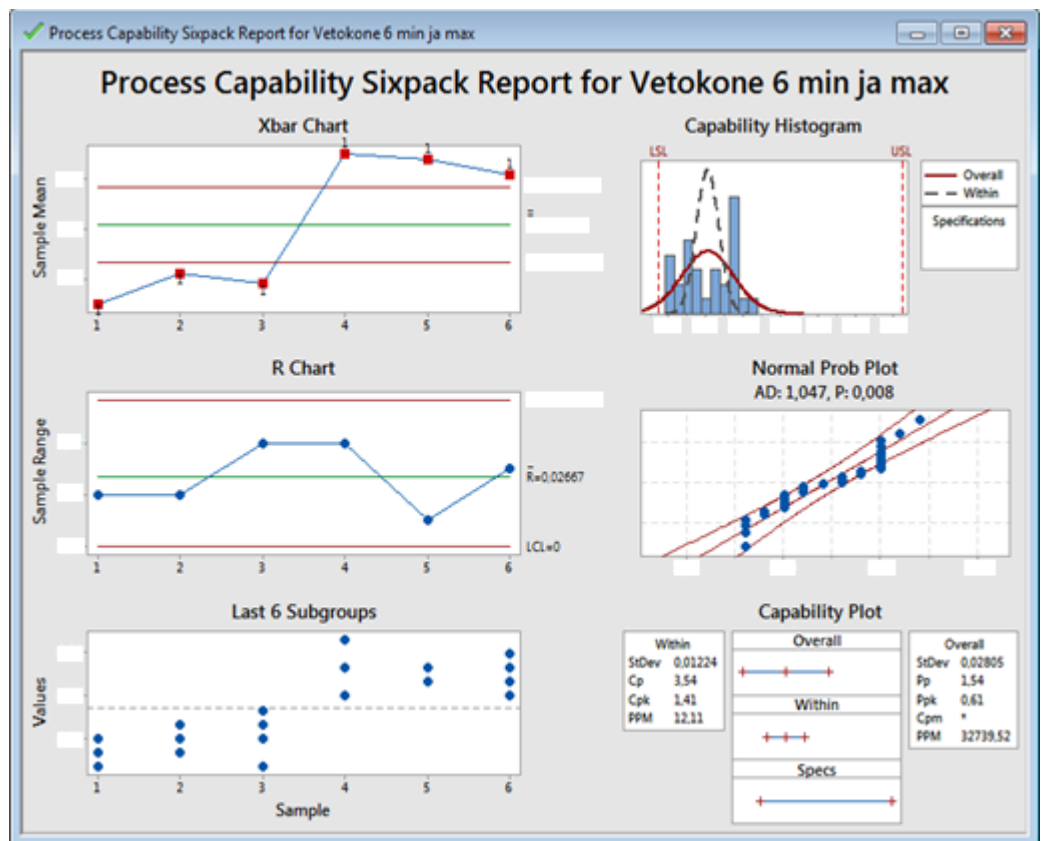 Process Capability Sixpack Report for Vetokone 6 min ja max
Process Capability Sixpack Report for Vetokone 6 min ja max
Xbar Chart
Sample Mean
1
1
1
1
1
1
1 2 3 4 5 6
R Chart
Sample Range
R=0,02667
LCL=0
1 2 3 4 5 6
Last 6 Subgroups
Values
1 2 3 4 5 6
Sample
Capability Histogram
LSL USL
Overall
Within
Specifications
Normal Prob Plot
AD: 1,047, P: 0,008
Capability Plot
Within
StDev 0,01224
Cp 3,54
Cpk 1,41
PPM 12,11
Overall
Within
Specs
Overall
StDev 0,02805
Pp 1,54
Ppk 0,61
Cpm *
PPM 32739,52